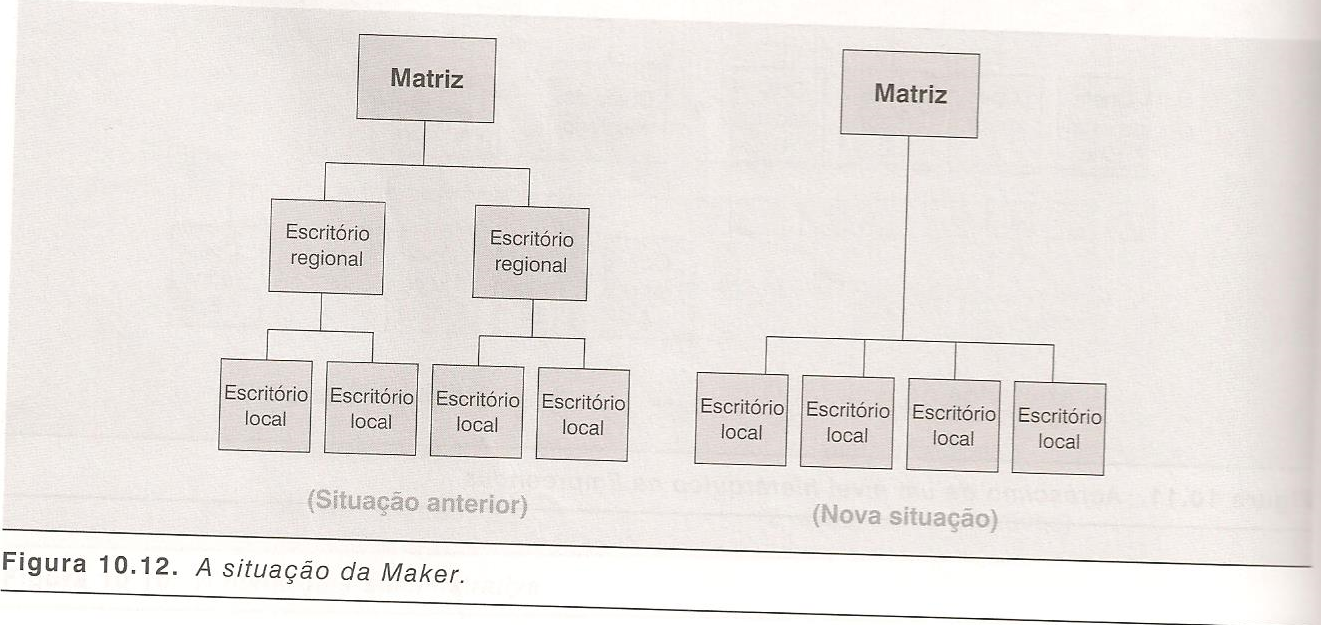 Matriz
Escritório
regional
Escritório
regional
Escritório
local
Escritório
local
Escritório
local
Escritório
local
(Situação anterior)
Matriz
Escritório
local
Escritório
local
Escritório
local
Escritório
local
(Nova situação)
Figura 10.12. A situação da Maker.